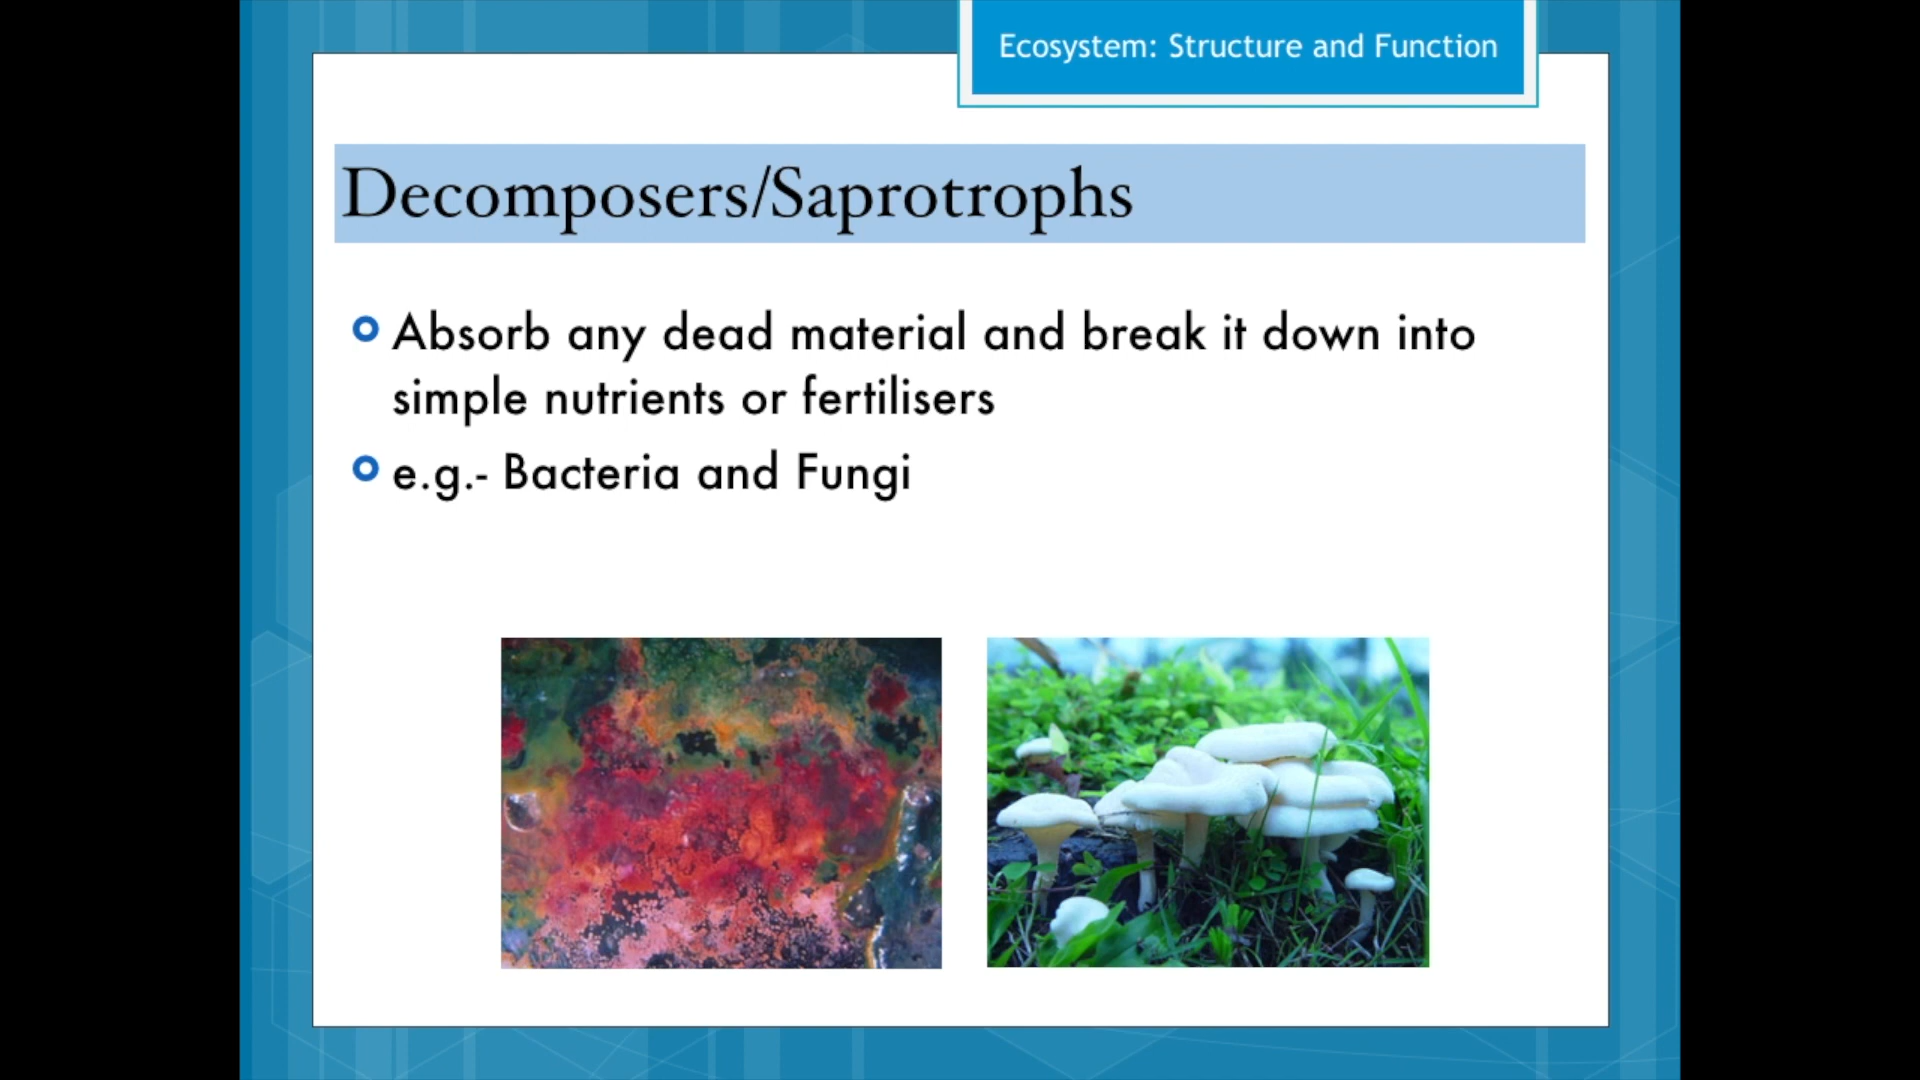 Ecosystem: Structure and Function
Decomposers/Saprotrophs
Absorb any dead material and break it down into
simple nutrients or fertilisers
e.g.- Bacteria and Fungi